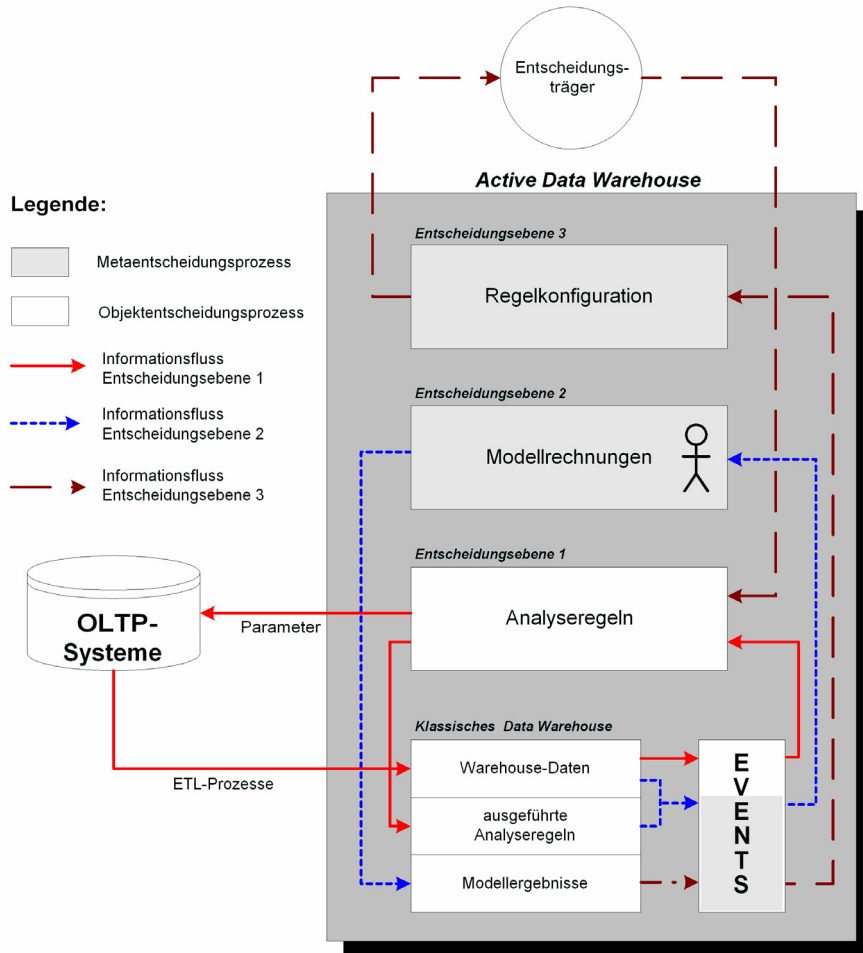 Entscheidungs-
träger
Active Data Warehouse
Legende:
Metaentscheidungsprozess
Objektentscheidungsprozess
Informationsfluss
Entscheidungsebene 1
Informationsfluss
Entscheidungsebene 2
Informationsfluss
Entscheidungsebene 3
Entscheidungsebene 3
Regelkonfiguration
Entscheidungsebene 2
Modellrechnungen
Entscheidungsebene 1
Analyseregeln
OLTP-
Systeme
Parameter
ETL-Prozesse
Klassisches Data Warehouse
Warehouse-Daten
ausgeführte
Analyseregeln
Modellergebnisse
EVENTS